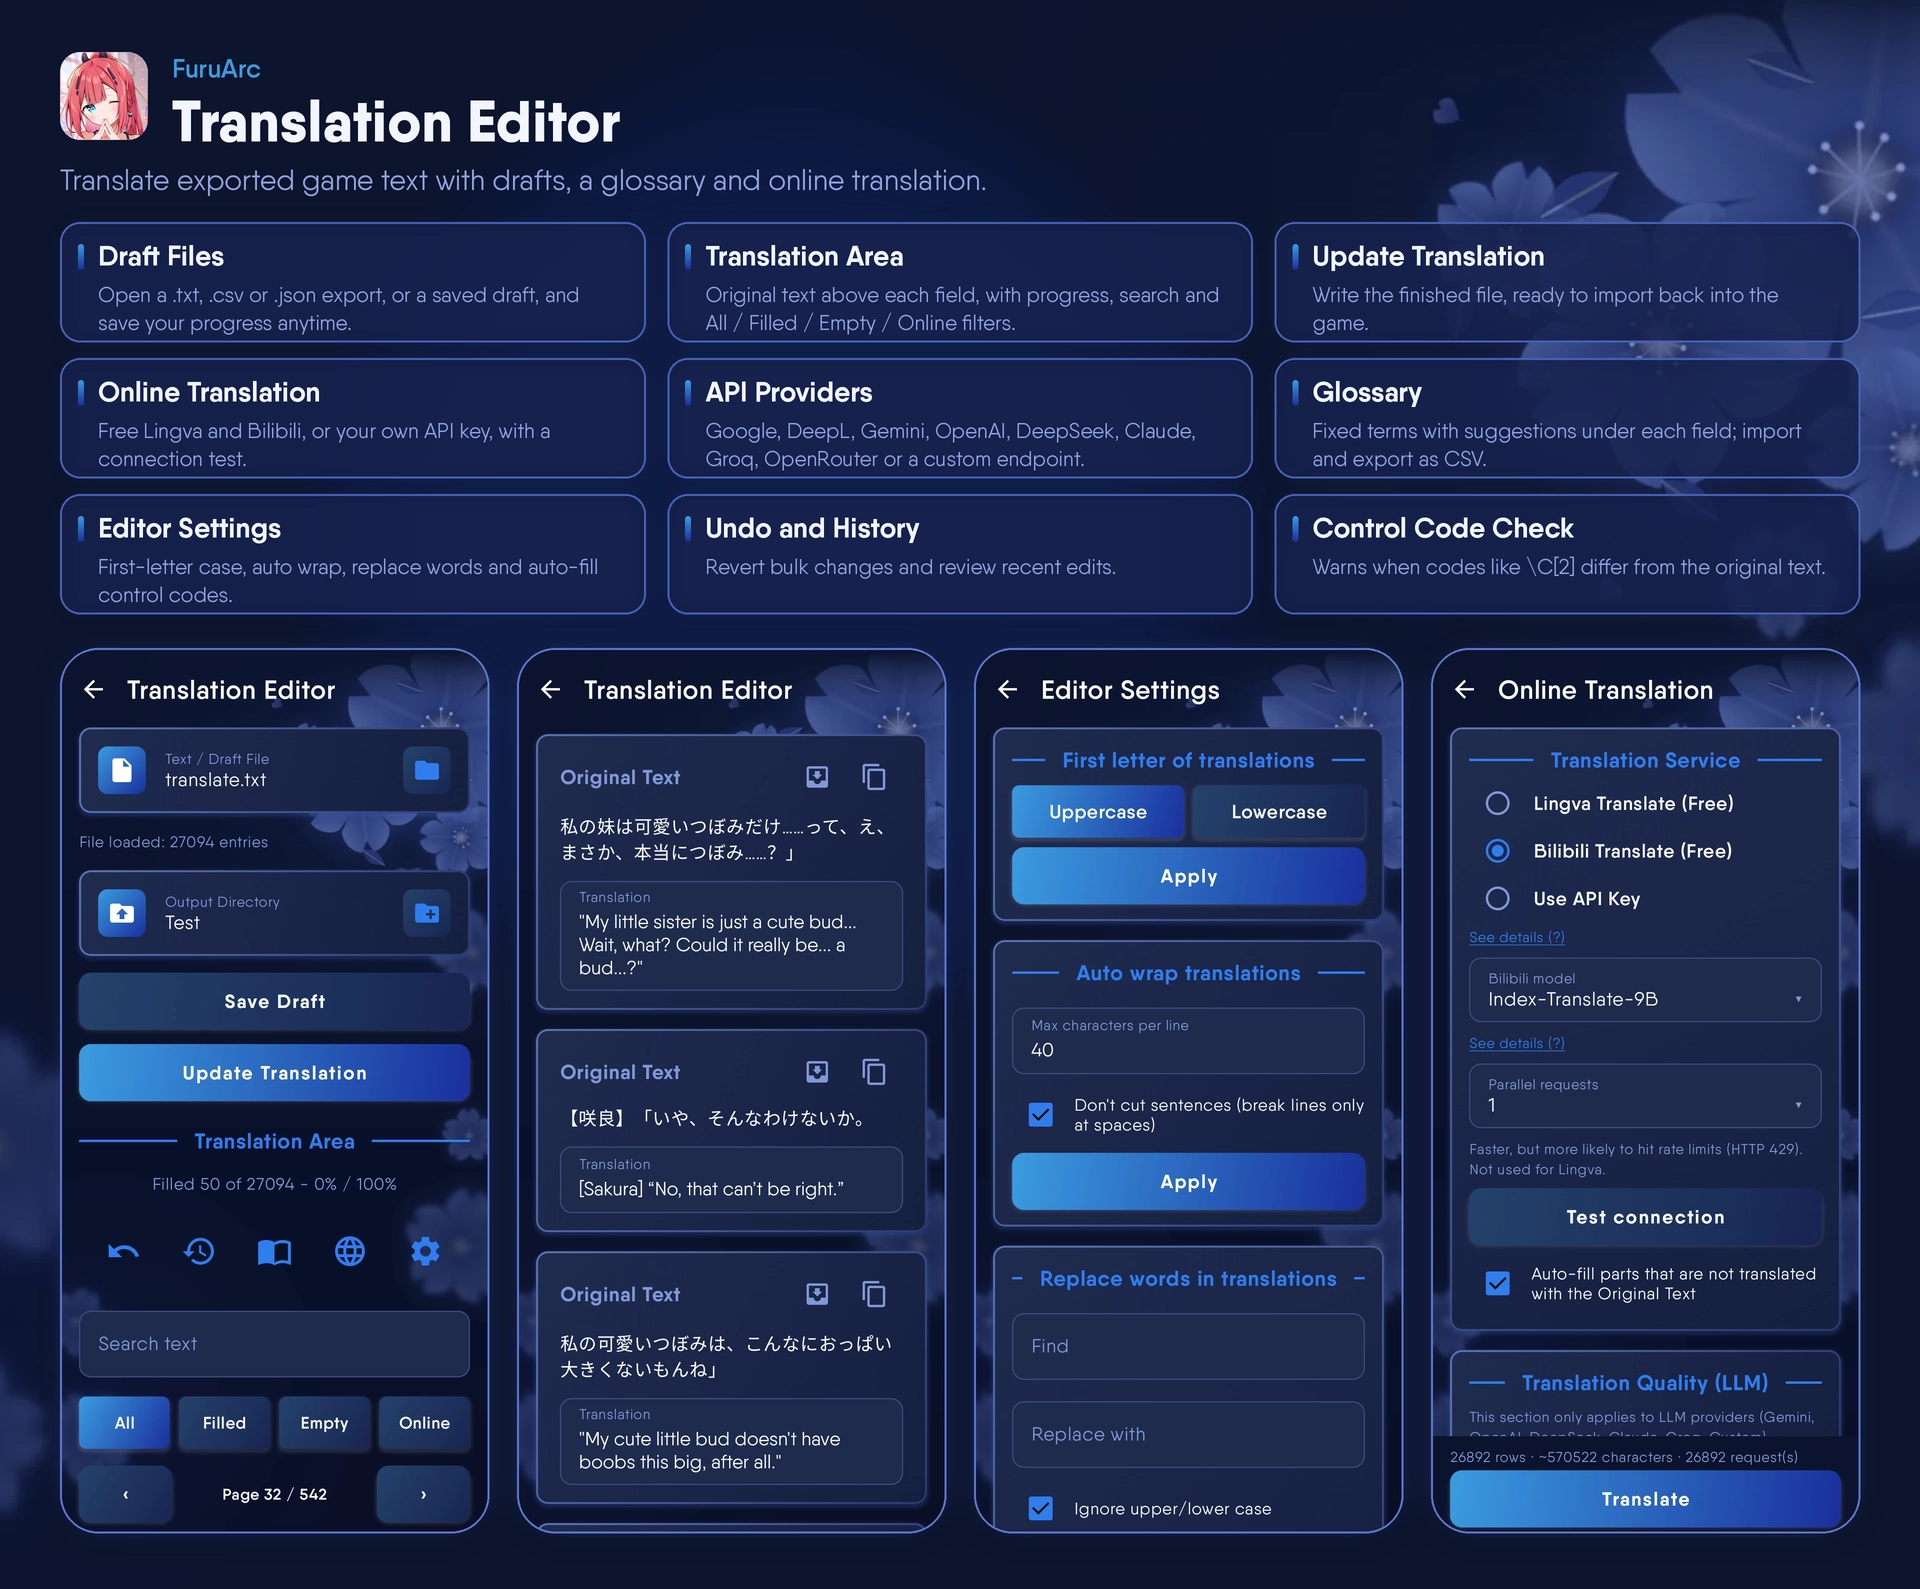 FuruArc
Translation Editor
Translate exported game text with drafts, a glossary and online translation.
Draft Files
Open a .txt, .csv or .json export, or a saved draft, and
save your progress anytime.
Translation Area
Original text above each field, with progress, search and
All / Filled / Empty / Online filters.
Update Translation
Write the finished file, ready to import back into the
game.
Online Translation
Free Lingva and Bilibili, or your own API key, with a
connection test.
API Providers
Google, DeepL, Gemini, OpenAI, DeepSeek, Claude,
Groq, OpenRouter or a custom endpoint.
Glossary
Fixed terms with suggestions under each field; import
and export as CSV.
Editor Settings
First-letter case, auto wrap, replace words and auto-fill
control codes.
Undo and History
Revert bulk changes and review recent edits.
Control Code Check
Warns when codes like \C[2] differ from the original text.
Translation Editor
Text / Draft File
translate.txt
File loaded: 27094 entries
Output Directory
Test
Save Draft
Update Translation
Translation Area
Filled 50 of 27094 - 0% / 100%
Search text
All
Filled
Empty
Online
‹
Page 32 / 542
›
Translation Editor
Original Text
私の妹は可愛いつぼみだけ……って、え、
まさか、本当につぼみ……？」
Translation
"My little sister is just a cute bud...
Wait, what? Could it really be... a
bud...?"
Original Text
【咲良】「いや、そんなわけないか。
Translation
[Sakura] “No, that can’t be right.”
Original Text
私の可愛いつぼみは、こんなにおっぱい
大きくないもんね」
Translation
"My cute little bud doesn't have
boobs this big, after all."
Editor Settings
First letter of translations
Uppercase
Lowercase
Apply
Auto wrap translations
Max characters per line
40
Don't cut sentences (break lines only
at spaces)
Apply
Replace words in translations
Find
Replace with
Ignore upper/lower case
Online Translation
Translation Service
Lingva Translate (Free)
Bilibili Translate (Free)
Use API Key
See details (?)
Bilibili model
Index-Translate-9B
See details (?)
Parallel requests
1
Faster, but more likely to hit rate limits (HTTP 429).
Not used for Lingva.
Test connection
Auto-fill parts that are not translated
with the Original Text
Translation Quality (LLM)
This section only applies to LLM providers (Gemini,
OpenAI, DeepSeek, Claude, Groq, Custom)
26892 rows · ~570522 characters · 26892 request(s)
Translate